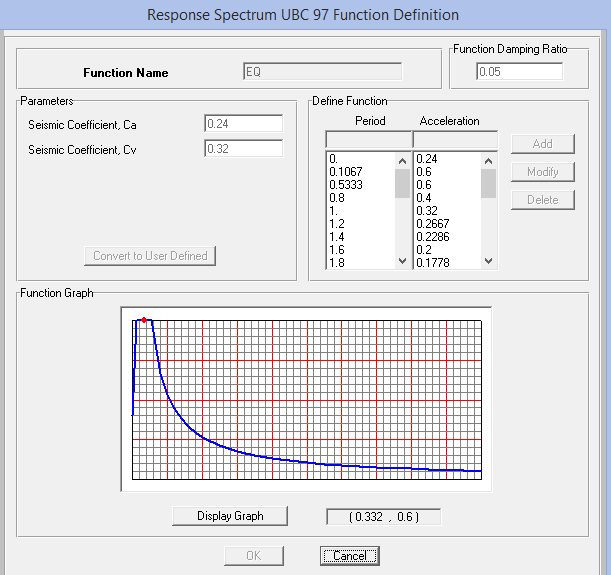 Response Spectrum UBC 97 Function Definition
Function Name
EQ
Function Damping Ratio
0.05
Parameters
Seismic Coefficient, Ca
0.24
Seismic Coefficient, Cv
0.32
Convert to User Defined
Define Function
Period Acceleration
0. 0.24
0.1067 0.6
0.5333 0.6
0.8 0.4
1. 0.32
1.2 0.2667
1.4 0.2286
1.6 0.2
1.8 0.1778
Add
Modify
Delete
Function Graph
Display Graph
( 0.332 , 0.6 )
OK
Cancel